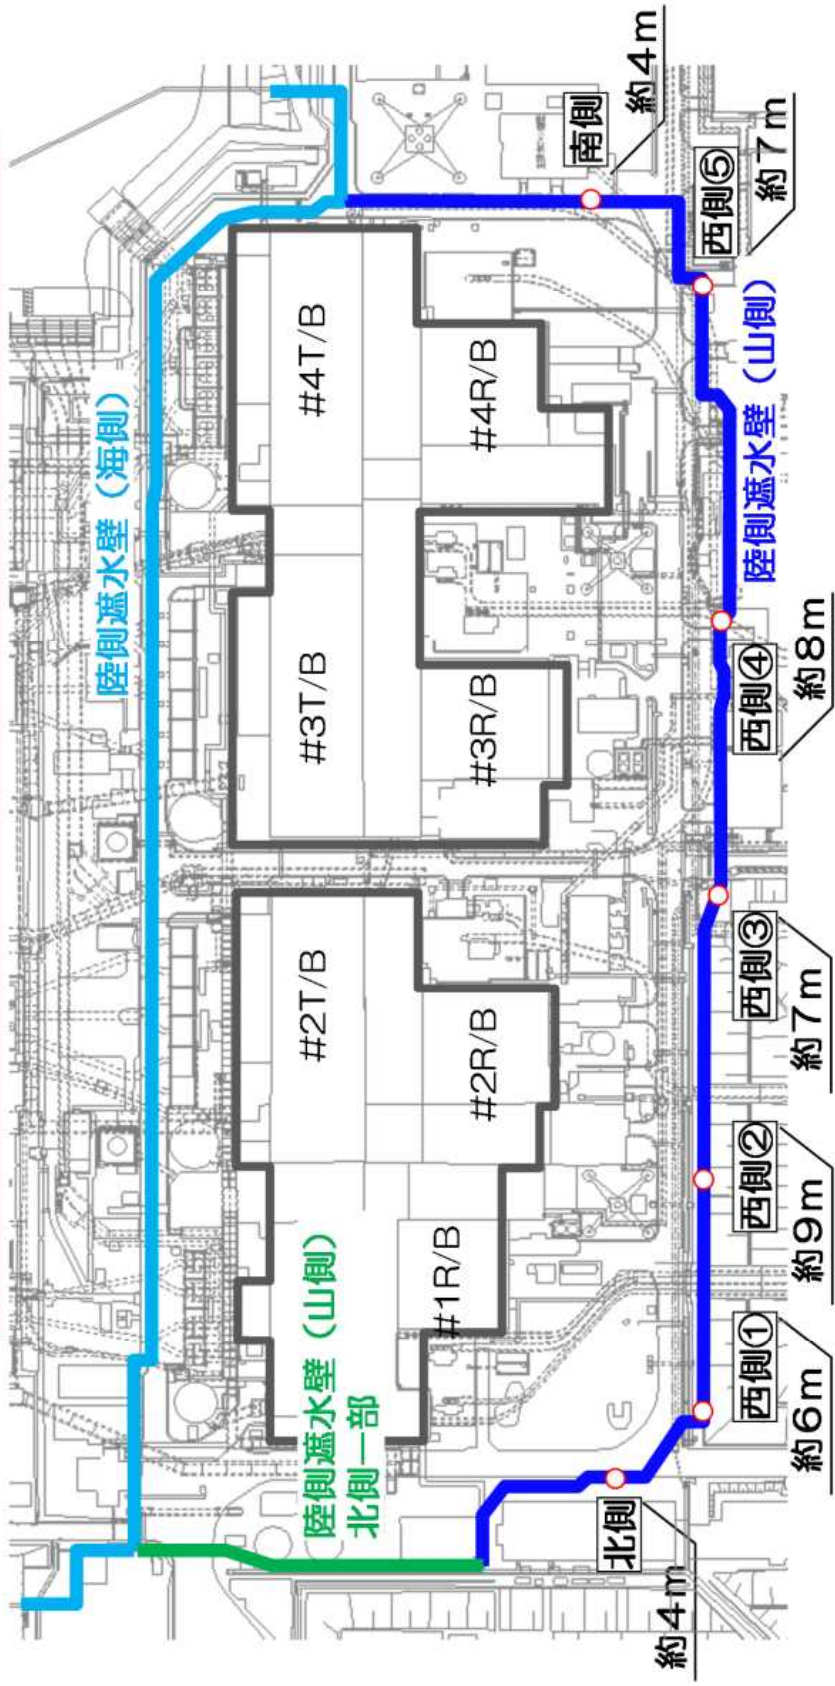 陸側遮水壁（海側）
#1R/B
#2T/B
#2R/B
#3T/B
#3R/B
#4T/B
#4R/B
陸側遮水壁（山側）
北側一部
陸側遮水壁（山側）
北側
約4m
西側①
約6m
西側②
約9m
西側③
約7m
西側④
約8m
西側⑤
約7m
南側
約4m